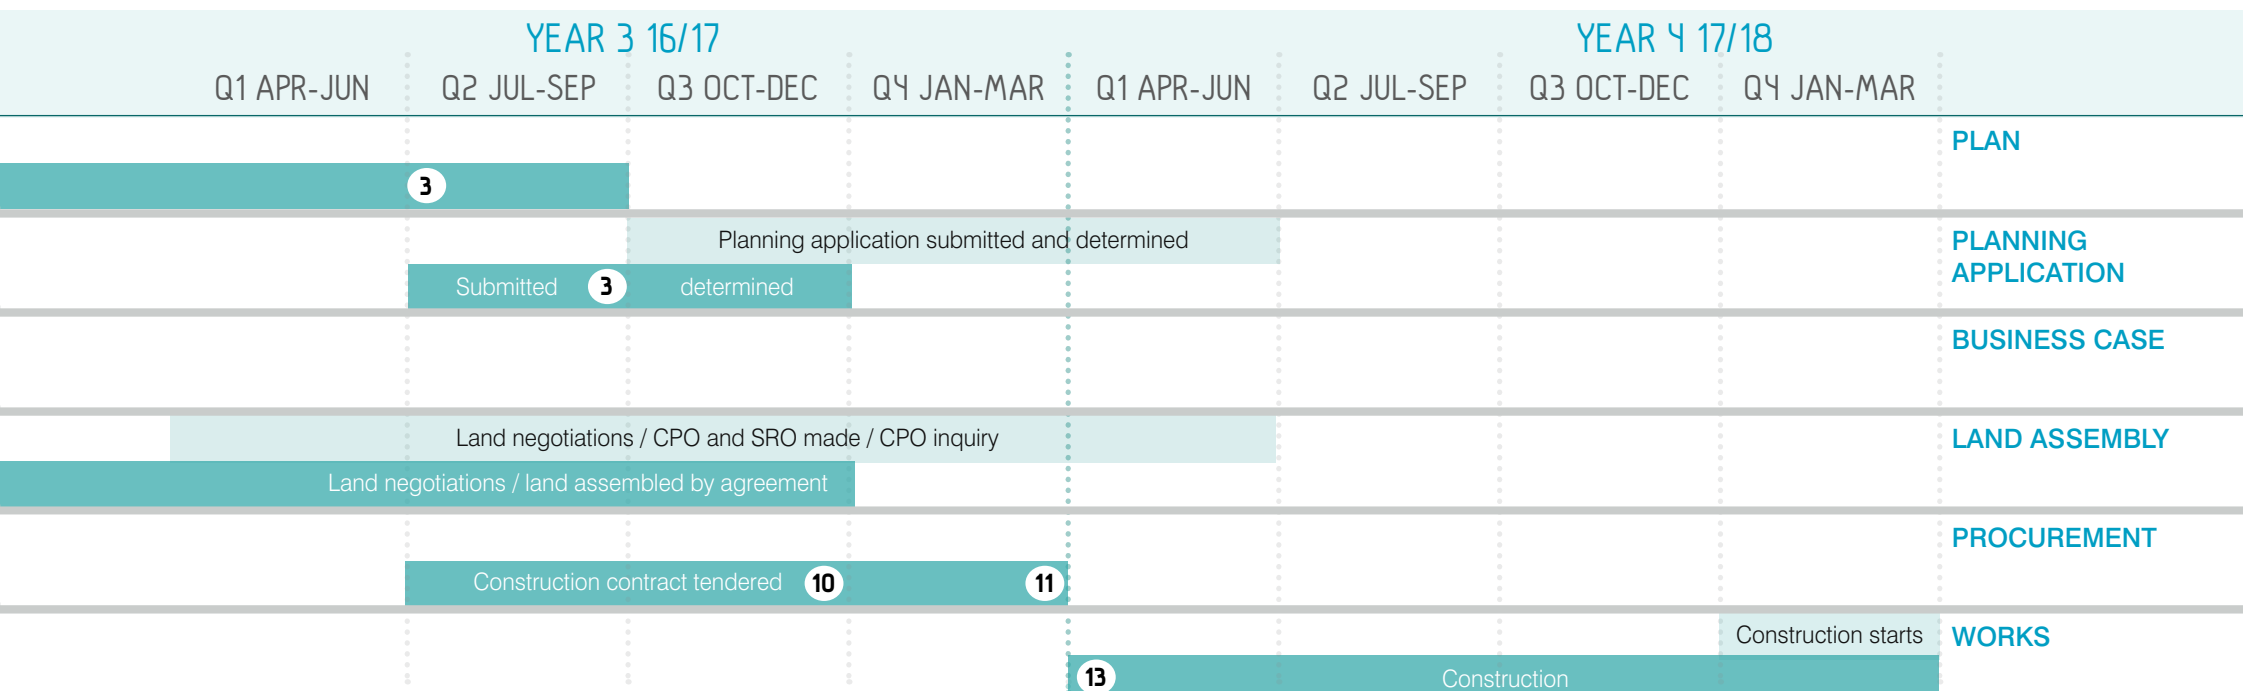 YEAR 3 16/17 YEAR 4 17/18
Q1 APR-JUN Q2 JUL-SEP Q3 OCT-DEC Q4 JAN-MAR Q1 APR-JUN Q2 JUL-SEP Q3 OCT-DEC Q4 JAN-MAR
PLAN
3
Planning application submitted and determined
PLANNING
APPLICATION
Submitted 3 determined
BUSINESS CASE
Land negotiations / CPO and SRO made / CPO inquiry
LAND ASSEMBLY
Land negotiations / land assembled by agreement
PROCUREMENT
Construction contract tendered 10 11
Construction starts
WORKS
13 Construction